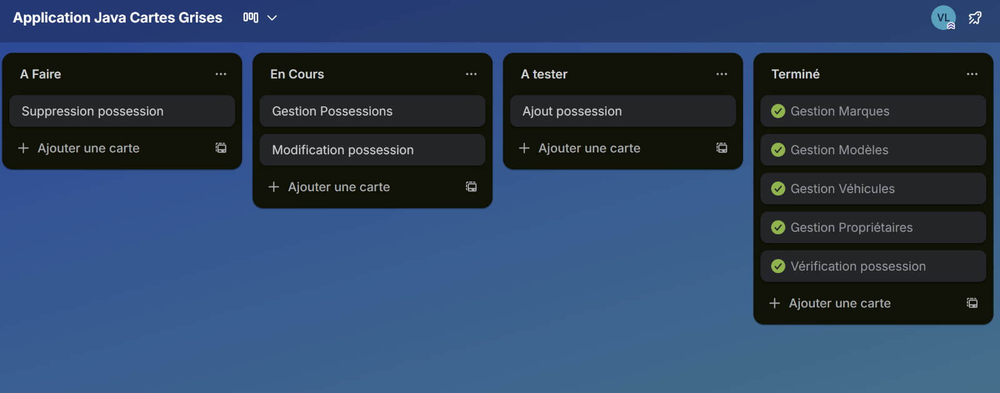 Application Java Cartes Grises
VL
A Faire
Suppression possession
Ajouter une carte
En Cours
Gestion Possessions
Modification possession
Ajouter une carte
A tester
Ajout possession
Ajouter une carte
Terminé
Gestion Marques
Gestion Modèles
Gestion Véhicules
Gestion Propriétaires
Vérification possession
Ajouter une carte